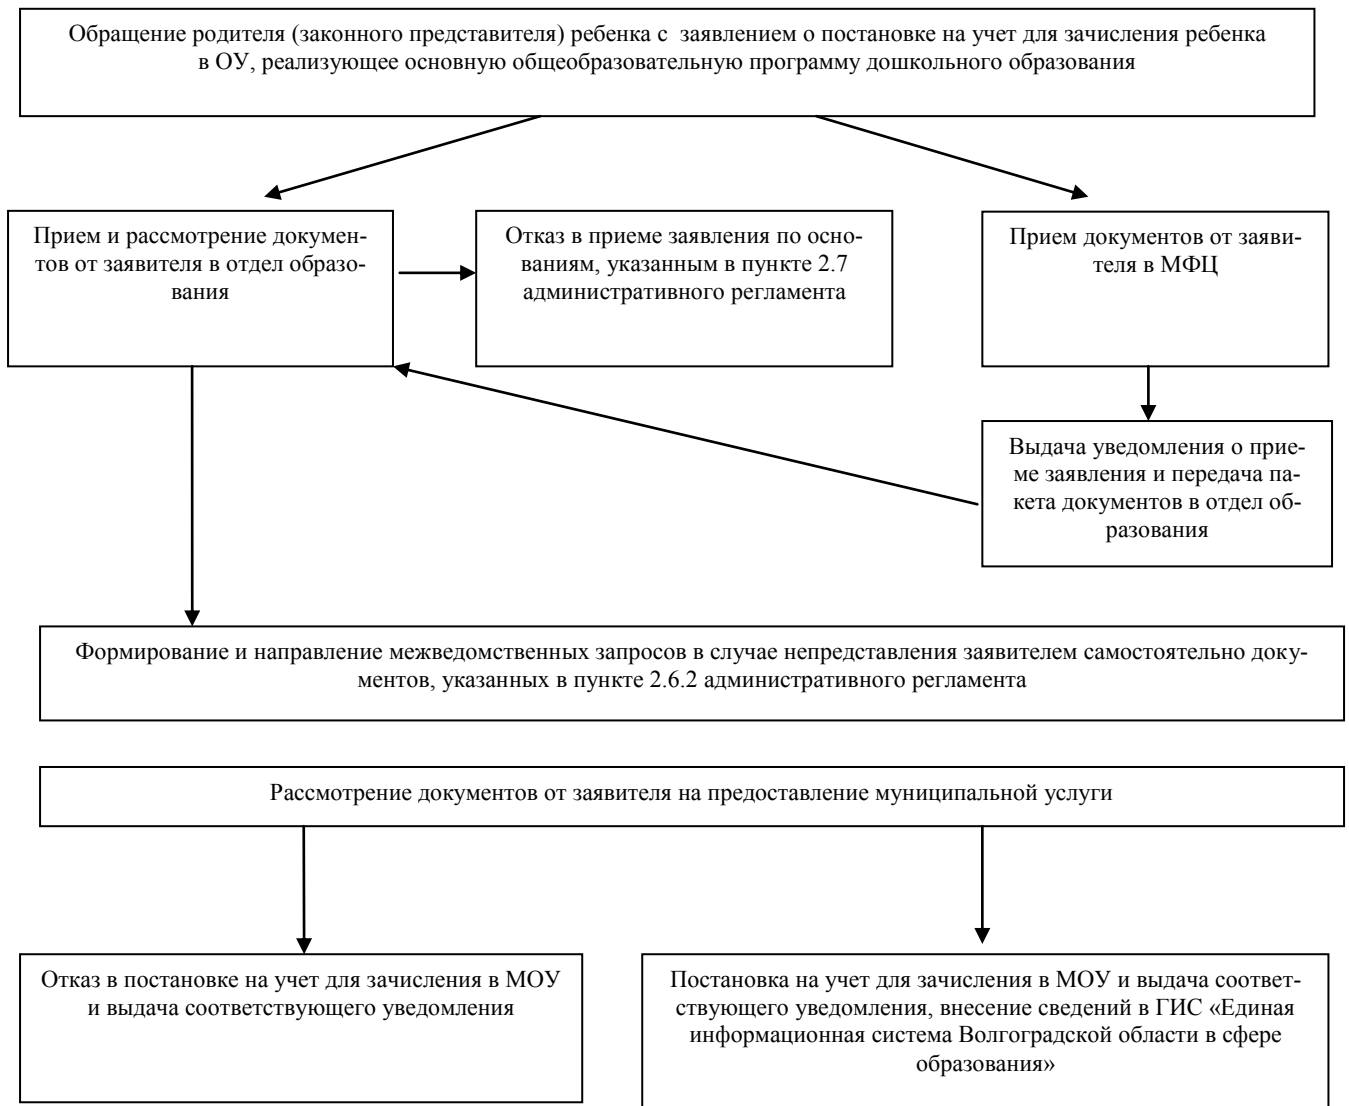 Обращение родителя (законного представителя) ребенка с  заявлением о постановке на учет для зачисления ребенка
в ОУ, реализующее основную общеобразовательную программу дошкольного образования
Прием и рассмотрение докумен-
тов от заявителя в отдел образо-
вания
Отказ в приеме заявления по осно-
ваниям, указанным в пункте 2.7
административного регламента
Прием документов от заяви-
теля в МФЦ
Выдача уведомления о прие-
ме заявления и передача па-
кета документов в отдел об-
разования
Формирование и направление межведомственных запросов в случае непредставления заявителем самостоятельно доку-
ментов, указанных в пункте 2.6.2 административного регламента
Рассмотрение документов от заявителя на предоставление муниципальной услуги
Отказ в постановке на учет для зачисления в МОУ
и выдача соответствующего уведомления
Постановка на учет для зачисления в МОУ и выдача соответ-
ствующего уведомления, внесение сведений в ГИС «Единая
информационная система Волгоградской области в сфере
образования»